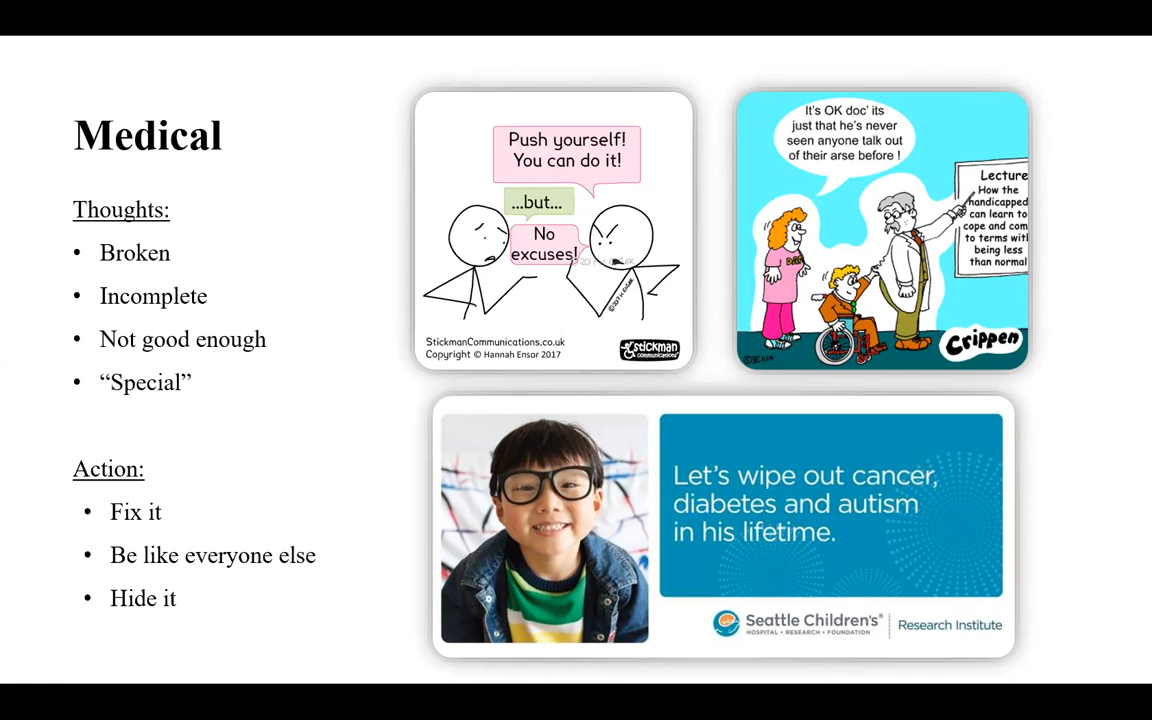 Medical
Thoughts:
• Broken
• Incomplete
• Not good enough
• “Special”
Action:
• Fix it
• Be like everyone else
• Hide it
Push yourself!
You can do it!
...but...
No
excuses!
©2017 H.ENSOR
StickmanCommunications.co.uk
Copyright © Hannah Ensor 2017
stickman
communications
It's OK doc' its
just that he's never
seen anyone talk out
of their arse before !
Lecture
How the
handicapped
can learn to
cope and com
to terms with
being less
than normal
Crippen
Let's wipe out cancer,
diabetes and autism
in his lifetime.
Seattle Children's®
HOSPITAL • RESEARCH • FOUNDATION
Research Institute